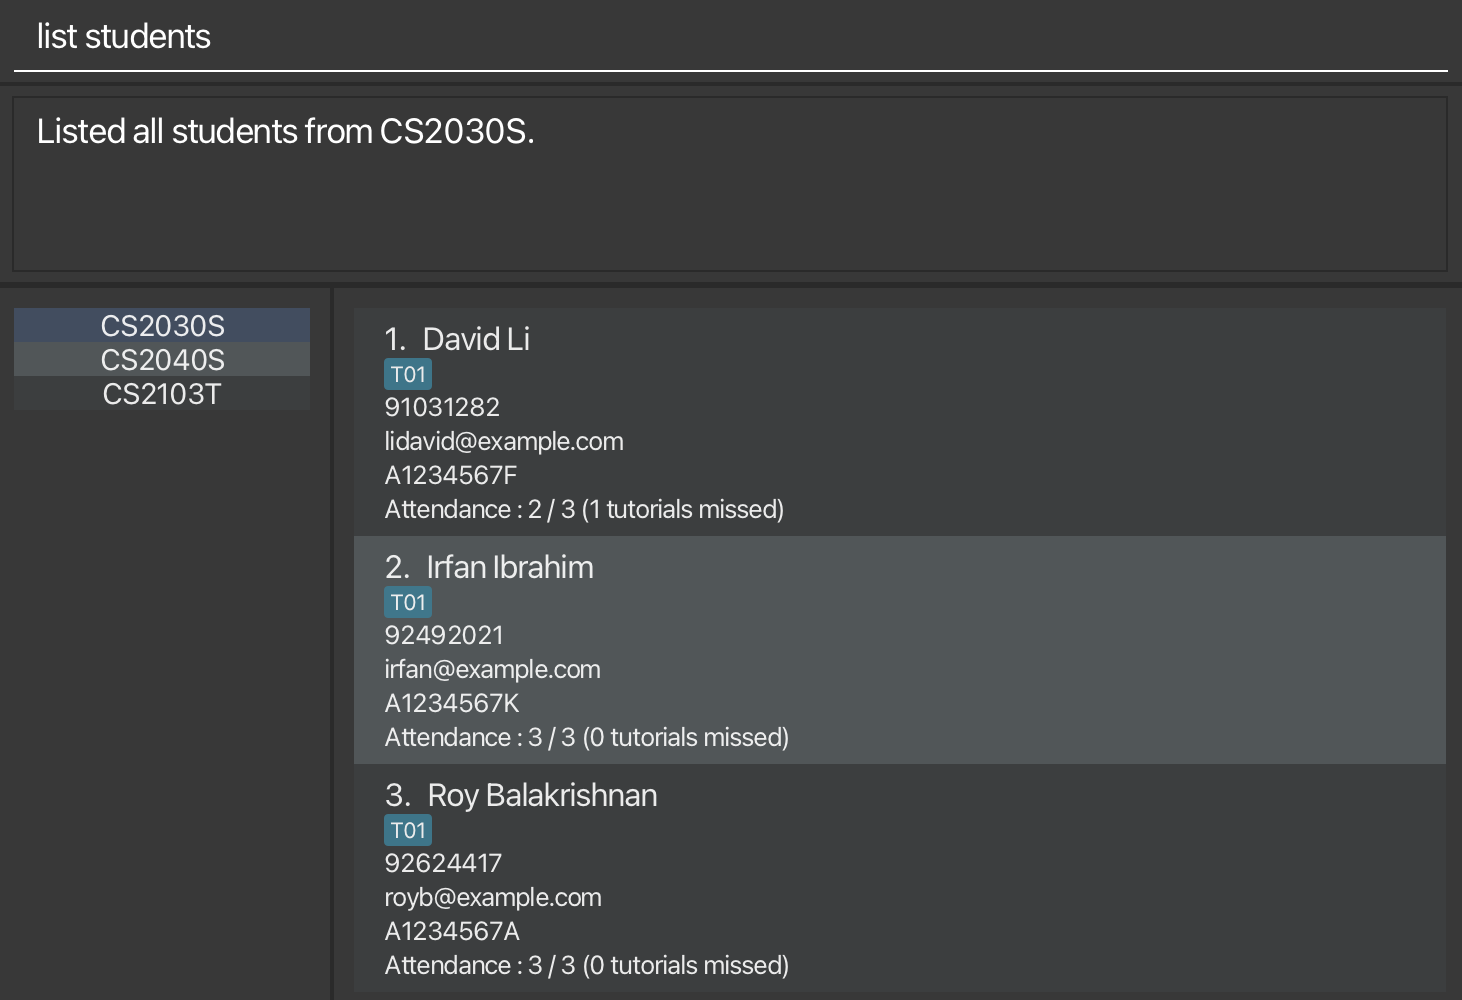 list students
Listed all students from CS2030S.
CS2030S
CS2040S
CS2103T
1. David Li
T01
91031282
lidavid@example.com
A1234567F
Attendance : 2 / 3 (1 tutorials missed)
2. Irfan Ibrahim
T01
92492021
irfan@example.com
A1234567K
Attendance : 3 / 3 (0 tutorials missed)
3. Roy Balakrishnan
T01
92624417
royb@example.com
A1234567A
Attendance : 3 / 3 (0 tutorials missed)